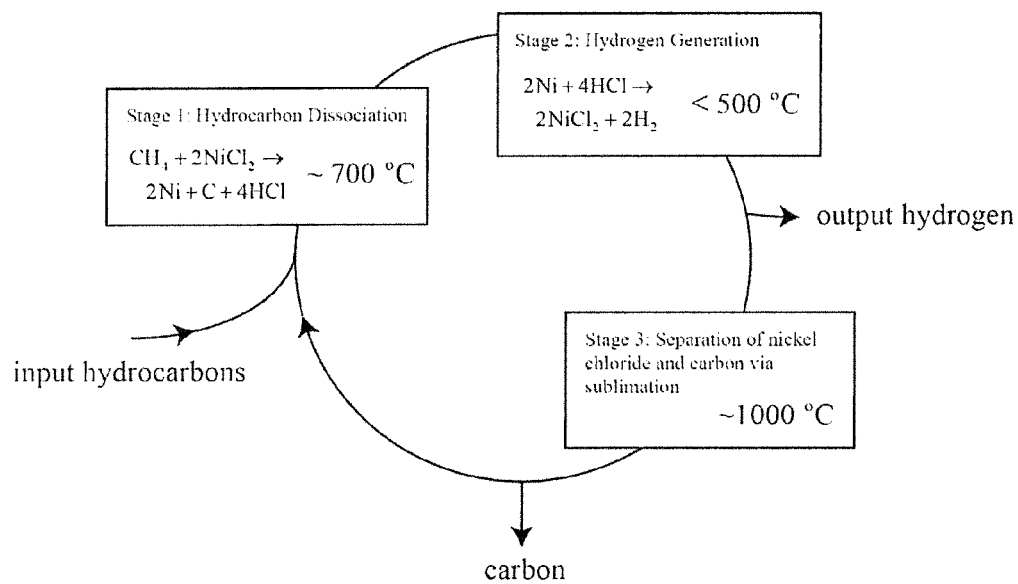 Stage 1: Hydrocarbon Dissociation
CH₄ + 2NiCl₂ →
2Ni + C + 4HCl
~ 700 °C
Stage 2: Hydrogen Generation
2Ni + 4HCl →
2NiCl₂ + 2H₂
< 500 °C
output hydrogen
Stage 3: Separation of nickel
chloride and carbon via
sublimation
~1000 °C
input hydrocarbons
carbon